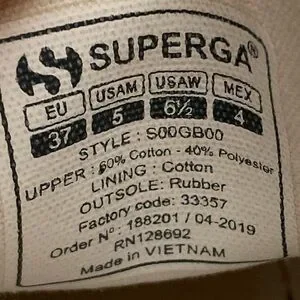 SUPERGA®
EU USAM USAW MEX
37 5 6½ 4
STYLE : S00GB00
UPPER : 60% Cotton - 40% Polyester
LINING : Cotton
OUTSOLE: Rubber
Factory code: 33357
Order N°: 188201 / 04-2019
RN128692
Made in VIETNAM